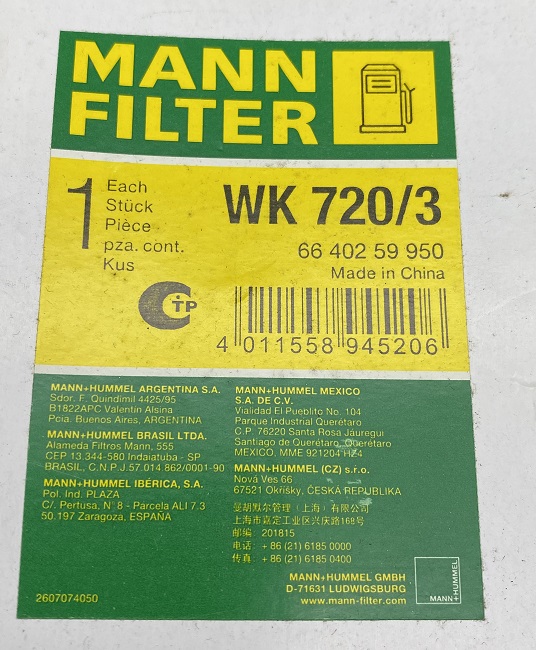 MANN
FILTER
1
Each
Stück
Pièce
pza. cont.
Kus
WK 720/3
66 402 59 950
Made in China
CTP
4 011558 945206
MANN+HUMMEL ARGENTINA S.A.
Sdor. F. Quindimil 4425/95
B1822APC Valentin Alsina
Pcia. Buenos Aires, ARGENTINA
MANN+HUMMEL BRASIL LTDA.
Alameda Filtros Mann, 555
CEP 13.344-580 Indaiatuba - SP
BRASIL, C.N.P.J.57.014.862/0001-90
MANN+HUMMEL IBÉRICA, S.A.
Pol. Ind. PLAZA
C/. Pertusa, N° 8 - Parcela ALI 7.3
50.197 Zaragoza, ESPAÑA
MANN+HUMMEL MEXICO
S.A. DE C.V.
Vialidad El Pueblito No. 104
Parque Industrial Querétaro
C.P. 76220 Santa Rosa Jáuregui
Santiago de Querétaro, Querétaro
MEXICO, MME 921204 HZ4
MANN+HUMMEL (CZ) s.r.o.
Nová Ves 66
67521 Okříšky, ČESKÁ REPUBLIKA
曼胡默尔管理（上海）有限公司
上海市嘉定工业区兴庆路168号
邮编 201815
电话 + 86 (21) 6185 0000
传真 + 86 (21) 6185 0400
MANN+HUMMEL GMBH
D-71631 LUDWIGSBURG
www.mann-filter.com
MANN+HUMMEL
2607074050